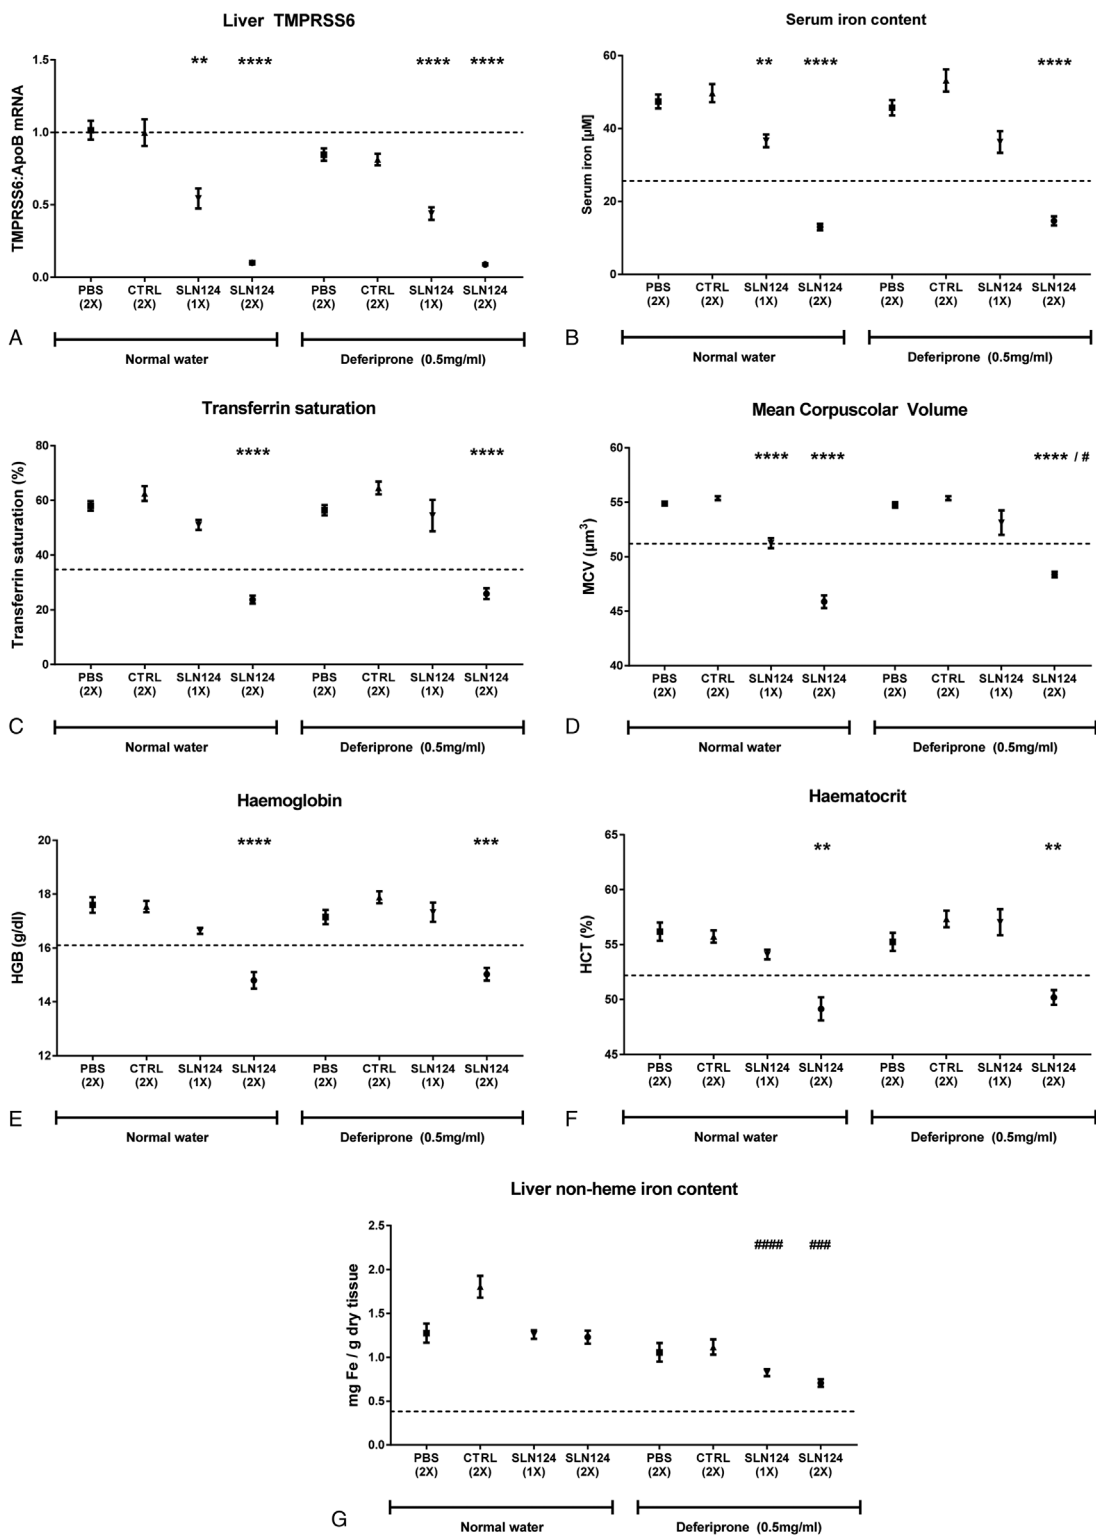 Liver TMPRSS6
**
****
****
****
1.5
1.0
0.5
0.0
TMPRSS6:ApoB mRNA
PBS CTRL SLN124 SLN124 PBS CTRL SLN124 SLN124
(2X) (2X) (1X) (2X) (2X) (2X) (1X) (2X)
A
Normal water
Deferiprone (0.5mg/ml)
Serum iron content
**
****
****
60
40
20
0
Serum iron [µM]
PBS CTRL SLN124 SLN124 PBS CTRL SLN124 SLN124
(2X) (2X) (1X) (2X) (2X) (2X) (1X) (2X)
B
Normal water
Deferiprone (0.5mg/ml)
Transferrin saturation
****
****
80
60
40
20
0
Transferrin saturation (%)
PBS CTRL SLN124 SLN124 PBS CTRL SLN124 SLN124
(2X) (2X) (1X) (2X) (2X) (2X) (1X) (2X)
C
Normal water
Deferiprone (0.5mg/ml)
Mean Corpuscolar Volume
****
****
**** / #
60
55
50
45
40
MCV (µm³)
PBS CTRL SLN124 SLN124 PBS CTRL SLN124 SLN124
(2X) (2X) (1X) (2X) (2X) (2X) (1X) (2X)
D
Normal water
Deferiprone (0.5mg/ml)
Haemoglobin
****
***
20
18
16
14
12
HGB (g/dl)
PBS CTRL SLN124 SLN124 PBS CTRL SLN124 SLN124
(2X) (2X) (1X) (2X) (2X) (2X) (1X) (2X)
E
Normal water
Deferiprone (0.5mg/ml)
Haematocrit
**
**
65
60
55
50
45
HCT (%)
PBS CTRL SLN124 SLN124 PBS CTRL SLN124 SLN124
(2X) (2X) (1X) (2X) (2X) (2X) (1X) (2X)
F
Normal water
Deferiprone (0.5mg/ml)
Liver non-heme iron content
####
###
2.5
2.0
1.5
1.0
0.5
0.0
mg Fe / g dry tissue
PBS CTRL SLN124 SLN124 PBS CTRL SLN124 SLN124
(2X) (2X) (1X) (2X) (2X) (2X) (1X) (2X)
G
Normal water
Deferiprone (0.5mg/ml)